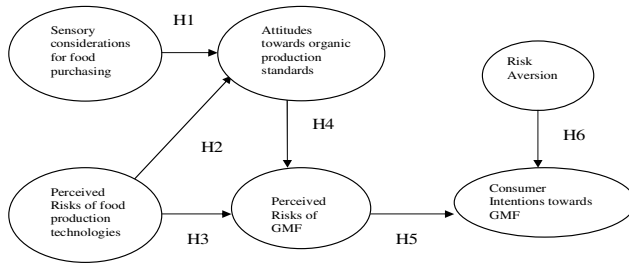 Sensory
considerations
for food
purchasing
H1
Attitudes
towards organic
production
standards
Risk
Aversion
H4
H6
H2
Perceived
Risks of food
production
technologies
H3
Perceived
Risks of
GMF
H5
Consumer
Intentions towards
GMF